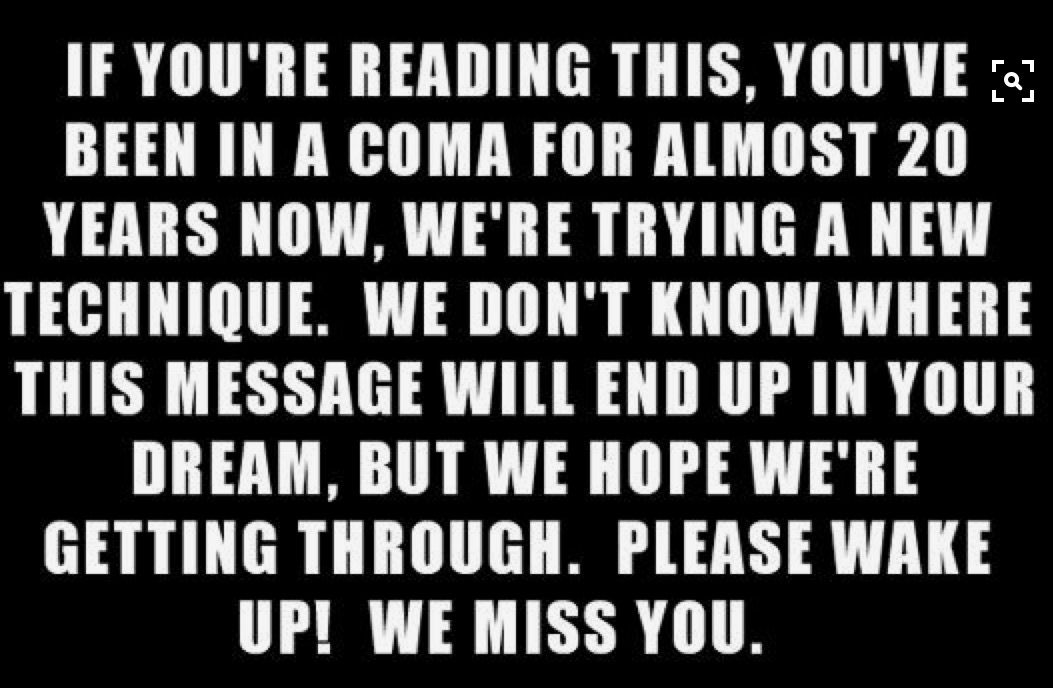 IF YOU'RE READING THIS, YOU'VE
BEEN IN A COMA FOR ALMOST 20
YEARS NOW, WE'RE TRYING A NEW
TECHNIQUE.  WE DON'T KNOW WHERE
THIS MESSAGE WILL END UP IN YOUR
DREAM, BUT WE HOPE WE'RE
GETTING THROUGH.  PLEASE WAKE
UP!  WE MISS YOU.